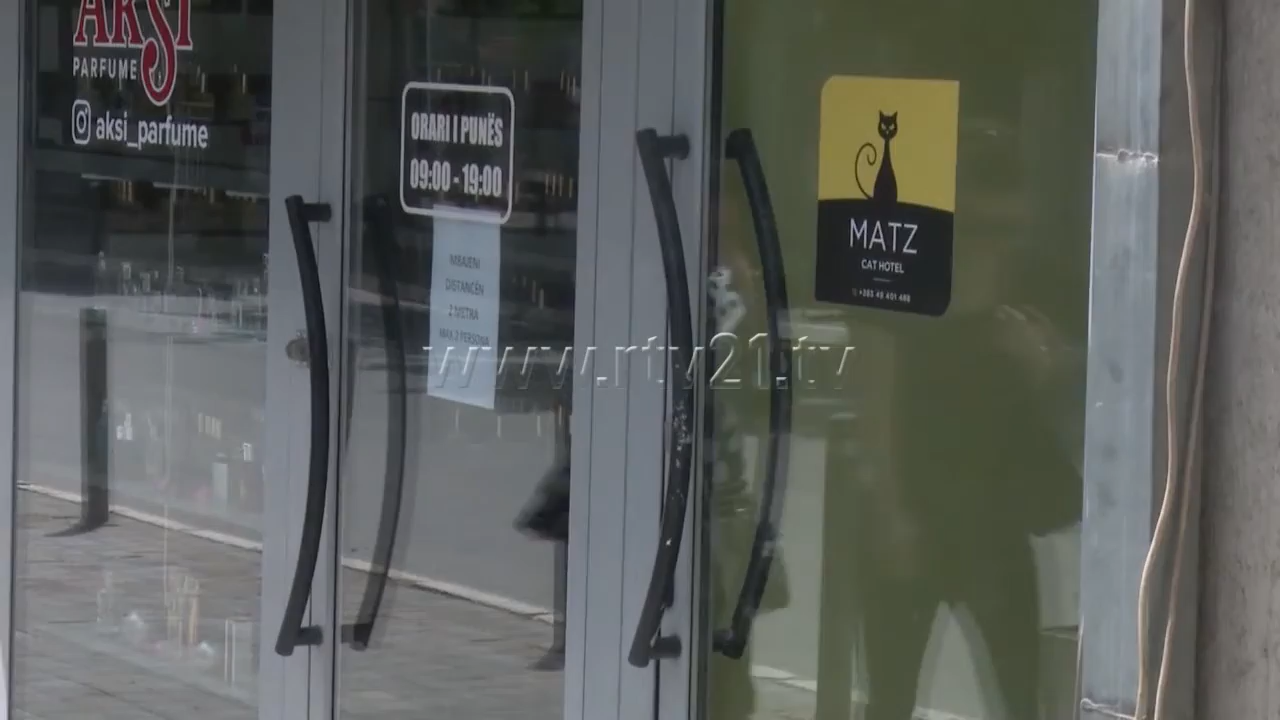 AKSI
PARFUME
aksi_parfume
ORARI I PUNËS
09:00 - 19:00
MBAJENI
DISTANCËN
2 METRA
MAX 2 PERSONA
MATZ
CAT HOTEL
www.rtv21.tv